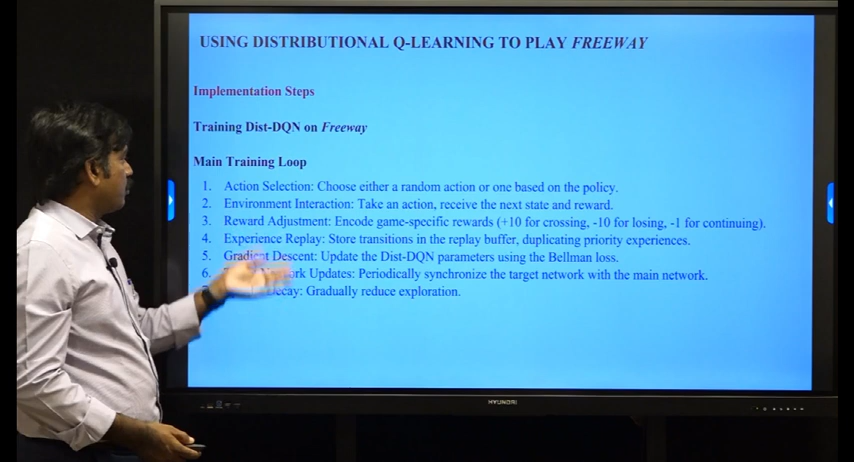 USING DISTRIBUTIONAL Q-LEARNING TO PLAY FREEWAY
Implementation Steps
Training Dist-DQN on Freeway
Main Training Loop
1. Action Selection: Choose either a random action or one based on the policy.
2. Environment Interaction: Take an action, receive the next state and reward.
3. Reward Adjustment: Encode game-specific rewards (+10 for crossing, -10 for losing, -1 for continuing).
4. Experience Replay: Store transitions in the replay buffer, duplicating priority experiences.
5. Gradient Descent: Update the Dist-DQN parameters using the Bellman loss.
6. Updates: Periodically synchronize the target network with the main network.
Decay: Gradually reduce exploration.
HYUNDAI